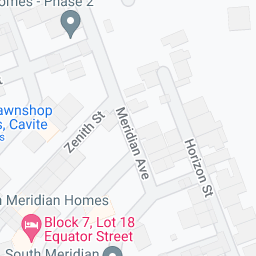 omes - Phase 2
Zenith St
awnshop
s, Cavite
s
Meridian Ave
Horizon St
n Meridian Homes
Block 7, Lot 18
Equator Street
South Meridian